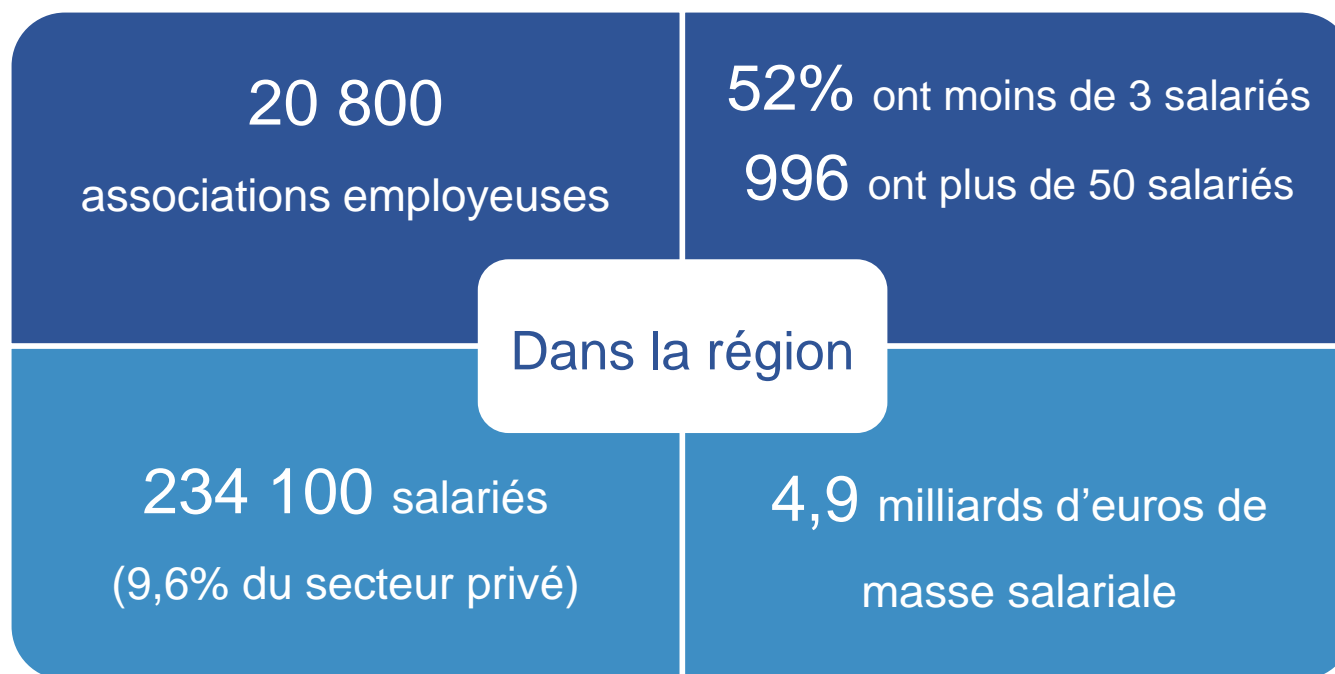 20 800
associations employeuses
52% ont moins de 3 salariés
996 ont plus de 50 salariés
Dans la région
234 100 salariés
(9,6% du secteur privé)
4,9 milliards d’euros de
masse salariale